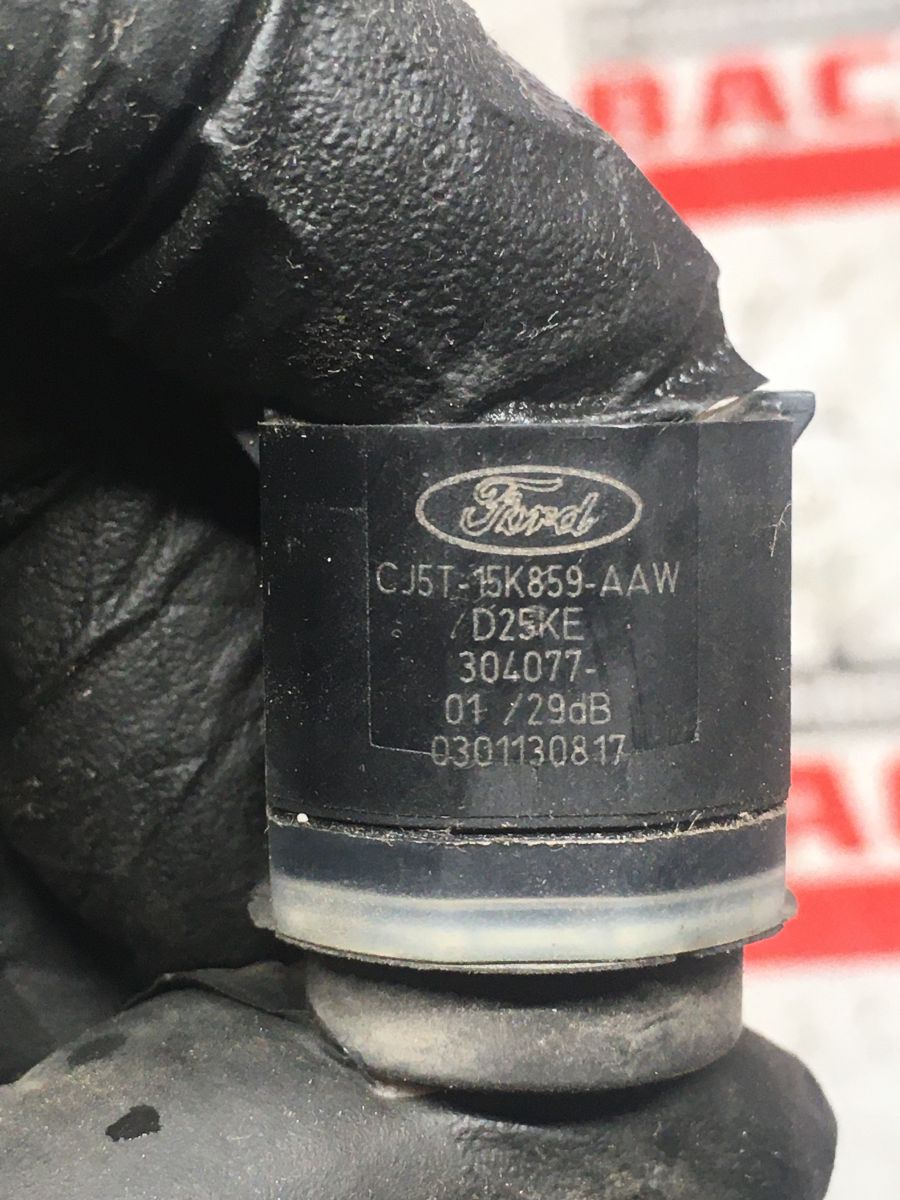 Ford
CJ5T-15K859-AAW
/D25KE
304077-
01 /29dB
0301130817